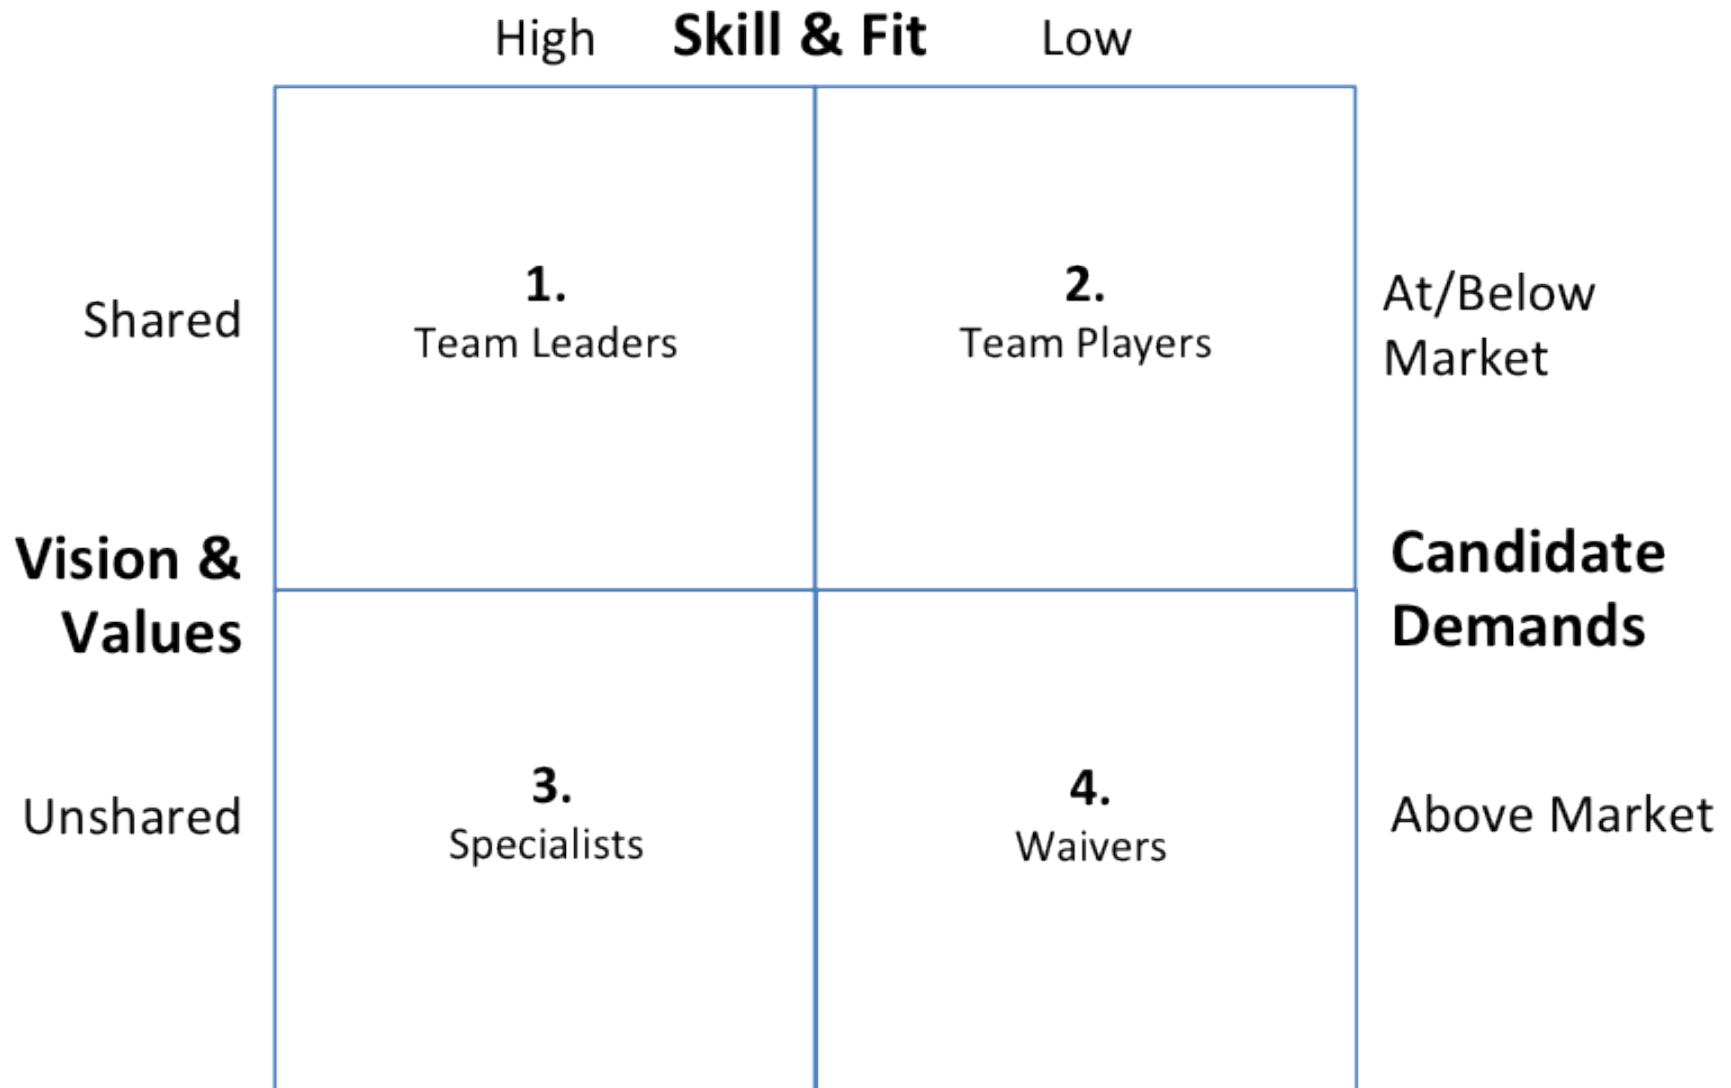 High Skill & Fit Low
1.
Team Leaders
2.
Team Players
Shared
At/Below
Market
Vision &
Values
Candidate
Demands
3.
Specialists
4.
Waivers
Unshared
Above Market